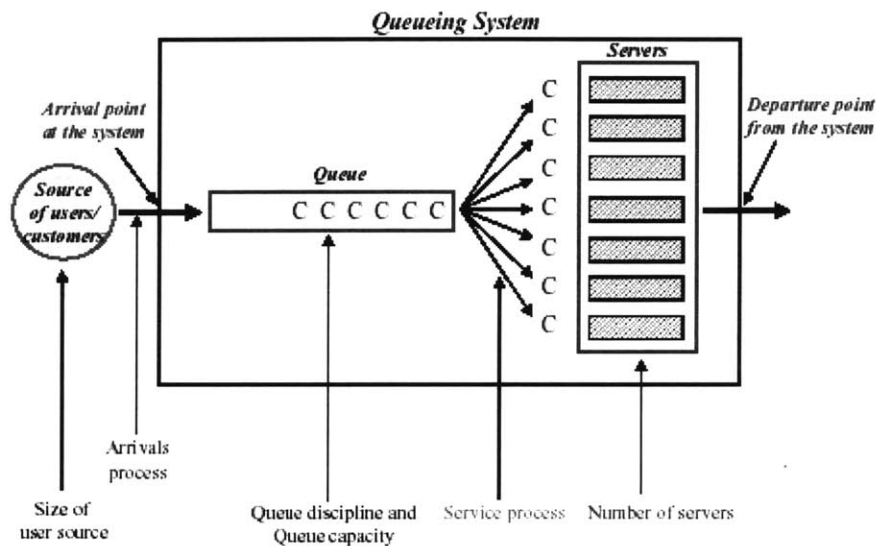 Queueing System
Servers
Arrival point
at the system
Departure point
from the system
Source
of users/
customers
Queue
C C C C C C
C
C
C
C
C
C
C
Arrivals
process
Size of
user source
Queue discipline and
Queue capacity
Service process
Number of servers